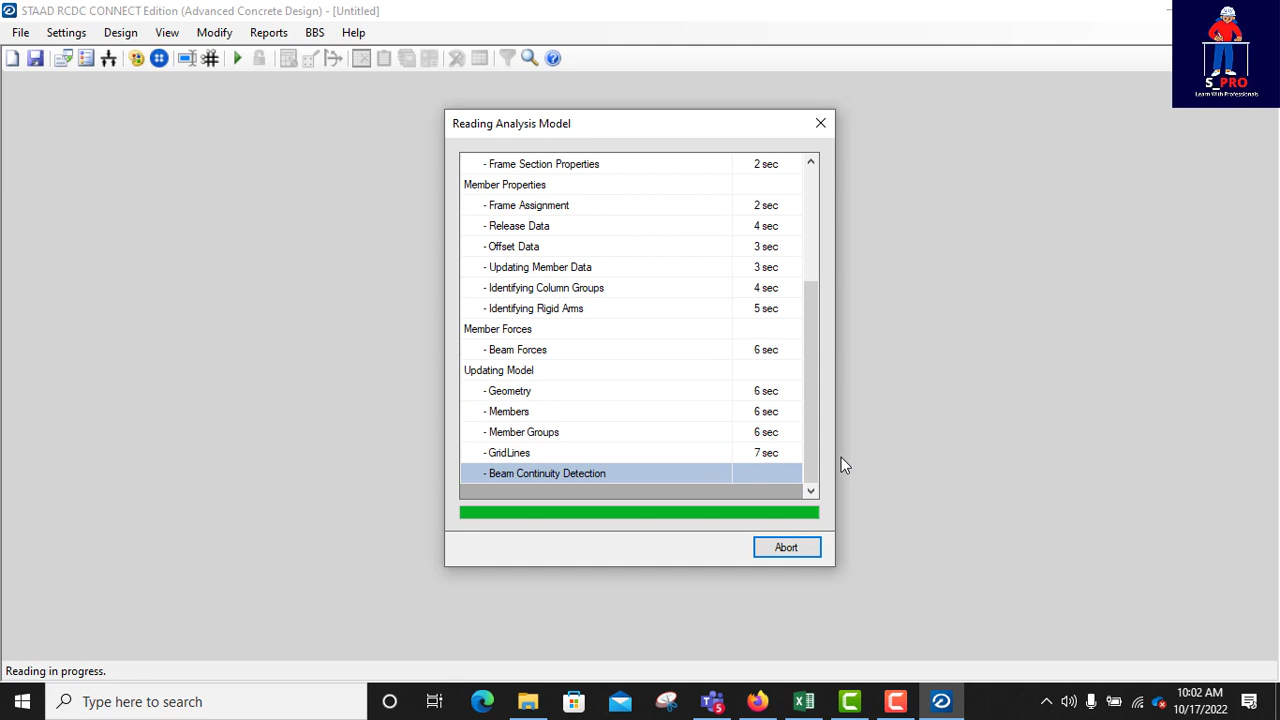 STAAD RCDC CONNECT Edition (Advanced Concrete Design) - [Untitled]
File Settings Design View Modify Reports BBS Help
S_PRO
Learn With Professionals
Reading Analysis Model
- Frame Section Properties 2 sec
Member Properties
- Frame Assignment 2 sec
- Release Data 4 sec
- Offset Data 3 sec
- Updating Member Data 3 sec
- Identifying Column Groups 4 sec
- Identifying Rigid Arms 5 sec
Member Forces
- Beam Forces 6 sec
Updating Model
- Geometry 6 sec
- Members 6 sec
- Member Groups 6 sec
- GridLines 7 sec
- Beam Continuity Detection
Abort
Reading in progress.
Type here to search
10:02 AM
10/17/2022